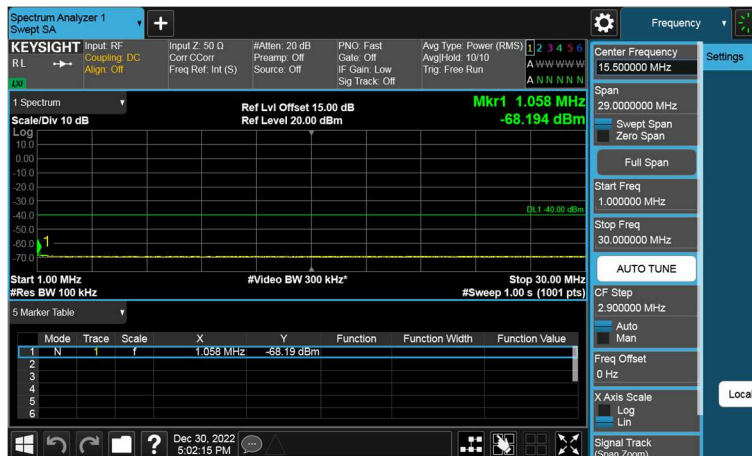 Spectrum Analyzer 1
Swept SA
Frequency
KEYSIGHT
Input: RF
Coupling: DC
Align: Off
Input Z: 50 Ω
Corr CCorr
Freq Ref: Int (S)
#Atten: 20 dB
Preamp: Off
Source: Off
PNO: Fast
Gate: Off
IF Gain: Low
Sig Track: Off
Avg Type: Power (RMS)
Avg|Hold: 10/10
Trig: Free Run
1 2 3 4 5 6
A W W W W W
A N N N N N
RL
LXI
1 Spectrum
Scale/Div 10 dB
Ref Lvl Offset 15.00 dB
Ref Level 20.00 dBm
Mkr1 1.058 MHz
-68.194 dBm
Log
10.0
0.00
-10.0
-20.0
-30.0
-40.0
-50.0
-60.0
-70.0
DL1 -40.00 dBm
1
Start 1.00 MHz
#Video BW 300 kHz*
Stop 30.00 MHz
#Res BW 100 kHz
#Sweep 1.00 s (1001 pts)
5 Marker Table
Mode Trace Scale X Y Function Function Width Function Value
1 N 1 f 1.058 MHz -68.19 dBm
2
3
4
5
6
Dec 30, 2022
5:02:15 PM
Center Frequency
15.500000 MHz
Settings
Span
29.0000000 MHz
Swept Span
Zero Span
Full Span
Start Freq
1.000000 MHz
Stop Freq
30.000000 MHz
AUTO TUNE
CF Step
2.900000 MHz
Auto
Man
Freq Offset
0 Hz
X Axis Scale
Log
Lin
Local
Signal Track
(Span Zoom)